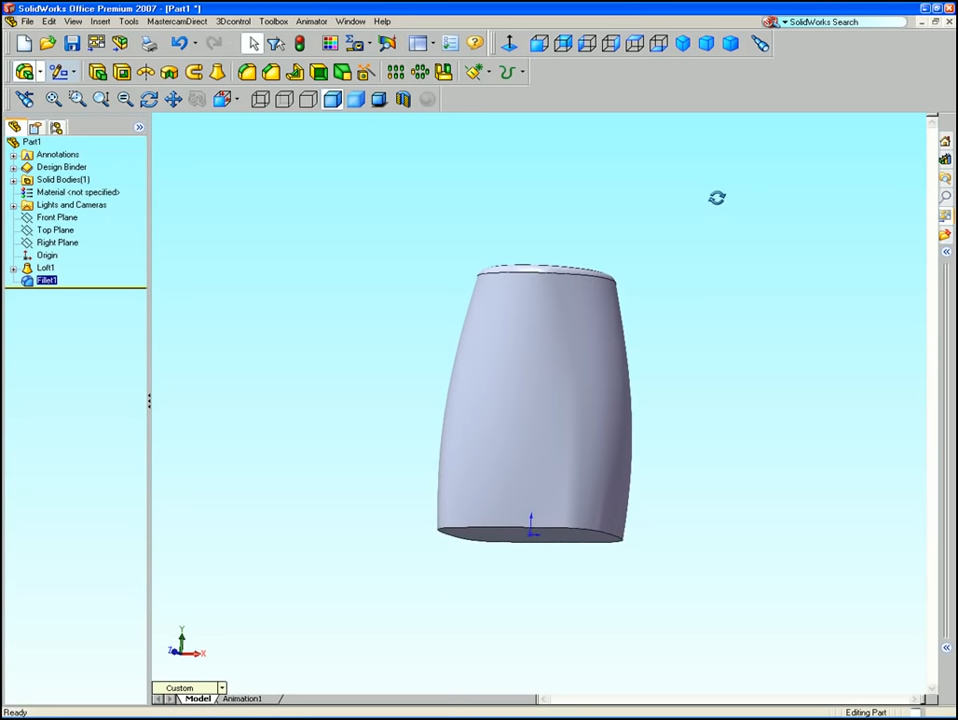 SolidWorks Office Premium 2007 - [Part1 *]
File Edit View Insert Tools MastercamDirect 3Dcontrol Toolbox Animator Window Help
SolidWorks Search
Part1
Annotations
Design Binder
Solid Bodies(1)
Material <not specified>
Lights and Cameras
Front Plane
Top Plane
Right Plane
Origin
Loft1
Fillet1
Y
Z X
Custom
Model Animation1
Ready Editing Part